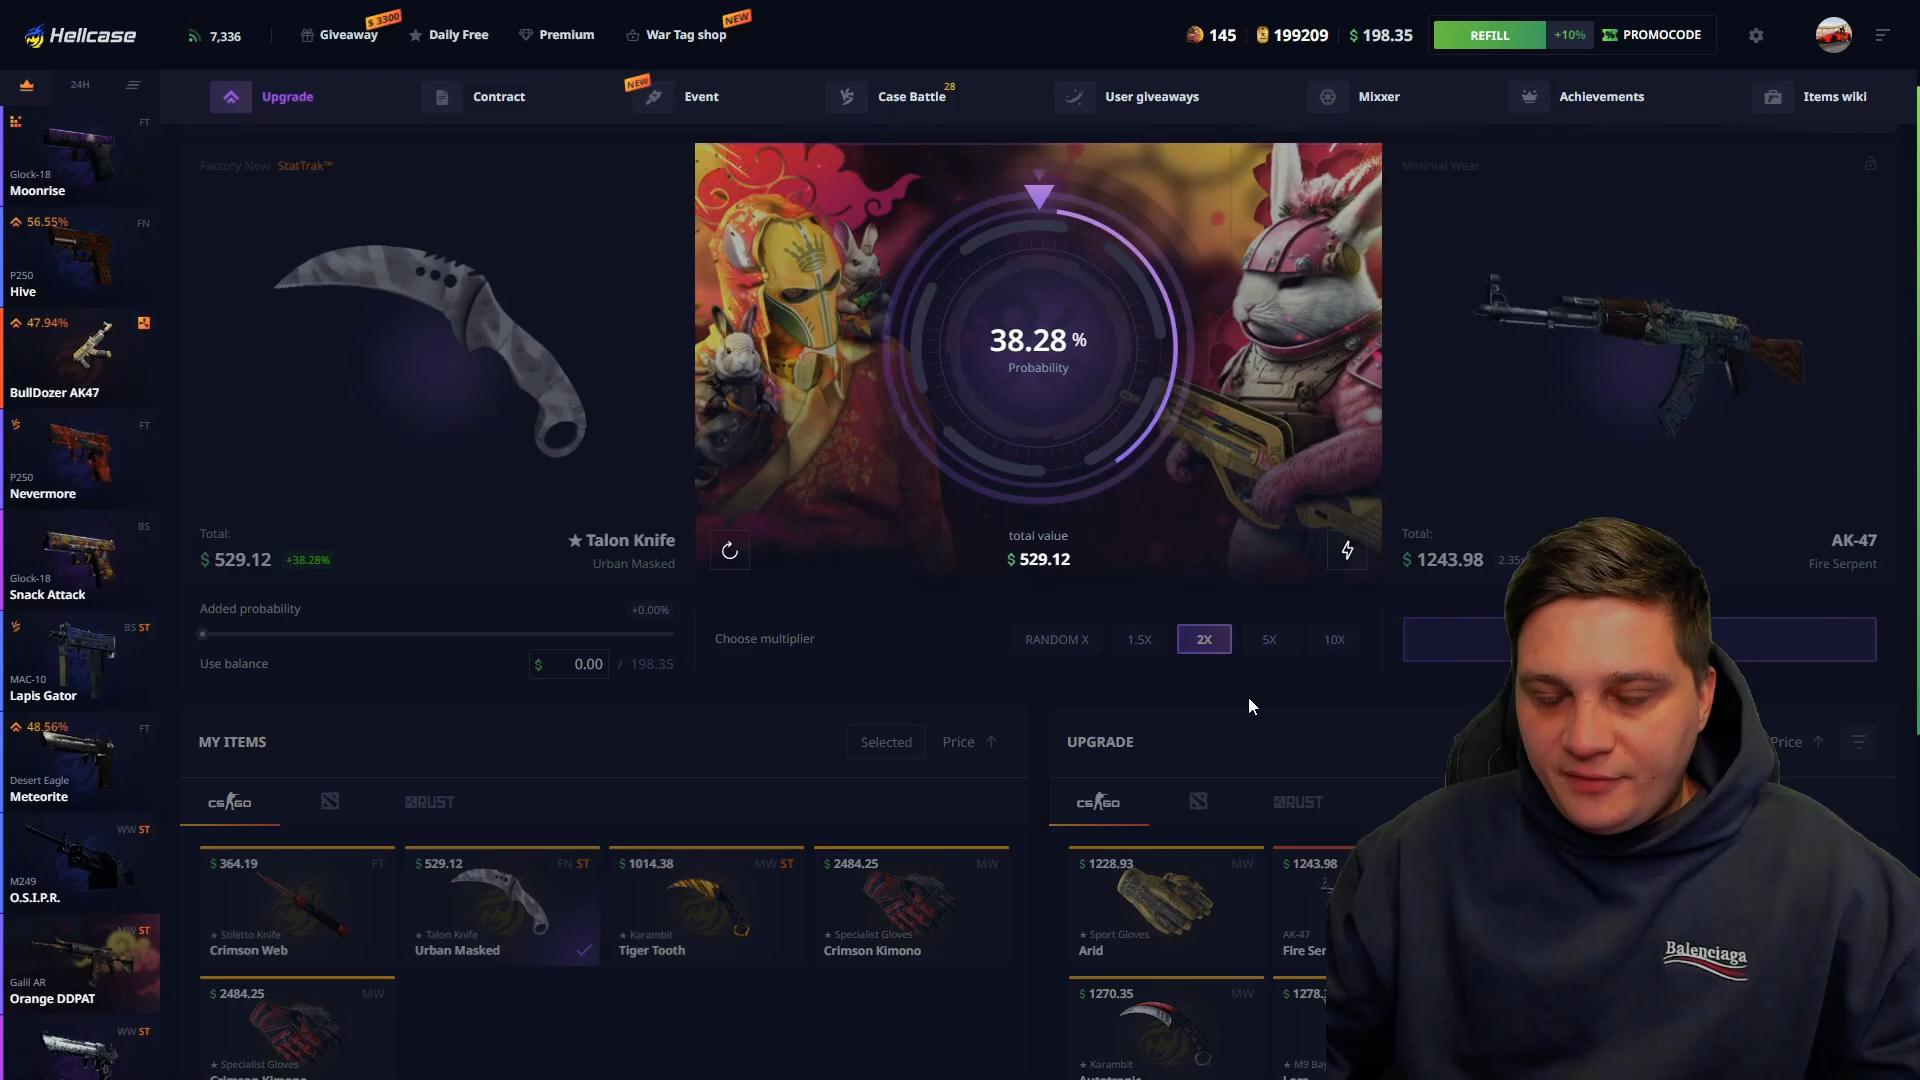 Hellcase
7,336
Giveaway
$ 3300
Daily Free
Premium
War Tag shop
NEW
145
199209
$ 198.35
REFILL
+10%
PROMOCODE
24H
Upgrade
Contract
NEW
Event
Case Battle
28
User giveaways
Mixxer
Achievements
Items wiki
FT
Glock-18
Moonrise
56.55%
FN
P250
Hive
47.94%
BullDozer AK47
FT
P250
Nevermore
BS
Glock-18
Snack Attack
BS ST
MAC-10
Lapis Gator
48.56%
FT
Desert Eagle
Meteorite
WW ST
M249
O.S.I.P.R.
MW ST
Galil AR
Orange DDPAT
WW ST
Factory New StatTrak™
Total:
$ 529.12 +38.28%
★ Talon Knife
Urban Masked
38.28 %
Probability
total value
$ 529.12
Minimal Wear
Total:
$ 1243.98
AK-47
Fire Serpent
Added probability
+0.00%
Use balance
$ 0.00 / 198.35
Choose multiplier
RANDOM X
1.5X
2X
5X
10X
MY ITEMS
Selected
Price
CS GO
RUST
$ 364.19
FT
★ Stiletto Knife
Crimson Web
$ 529.12
FN ST
★ Talon Knife
Urban Masked
$ 1014.38
MW ST
★ Karambit
Tiger Tooth
$ 2484.25
MW
★ Specialist Gloves
Crimson Kimono
$ 2484.25
MW
★ Specialist Gloves
Crimson Kimono
UPGRADE
Price
CS GO
RUST
$ 1228.93
MW
★ Sport Gloves
Arid
$ 1243.98
AK-47
Fire Ser
$ 1270.35
MW
★ Karambit
Autotronic
$ 1278.
★ M9 Bay
Lore
Balenciaga